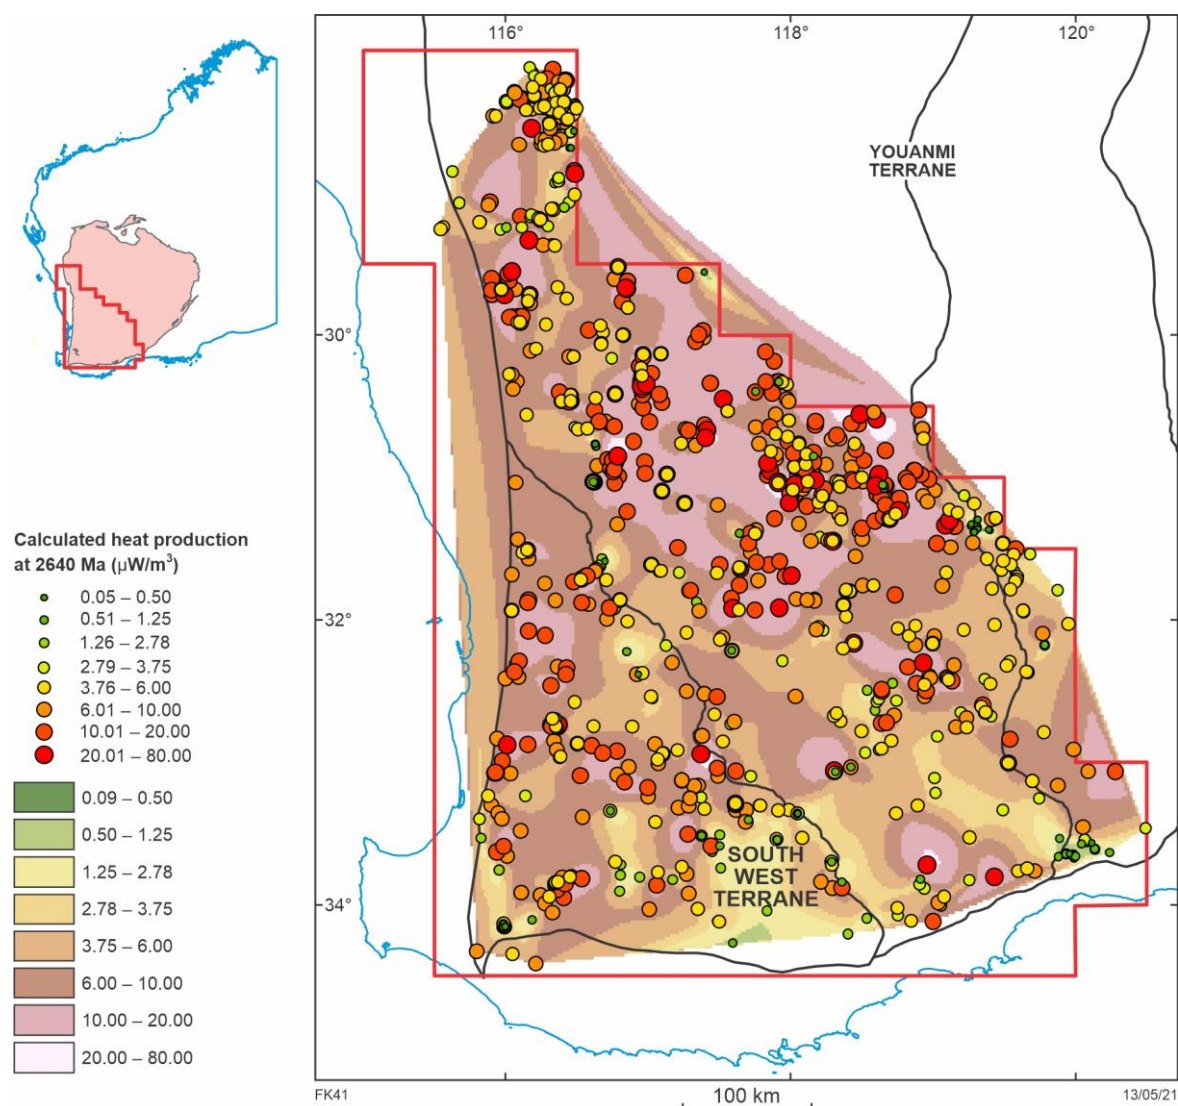 116°
118°
120°
YOUANMI
TERRANE
30°
32°
34°
SOUTH
WEST
TERRANE
Calculated heat production
at 2640 Ma (µW/m³)
0.05 – 0.50
0.51 – 1.25
1.26 – 2.78
2.79 – 3.75
3.76 – 6.00
6.01 – 10.00
10.01 – 20.00
20.01 – 80.00
0.09 – 0.50
0.50 – 1.25
1.25 – 2.78
2.78 – 3.75
3.75 – 6.00
6.00 – 10.00
10.00 – 20.00
20.00 – 80.00
FK41
100 km
13/05/21